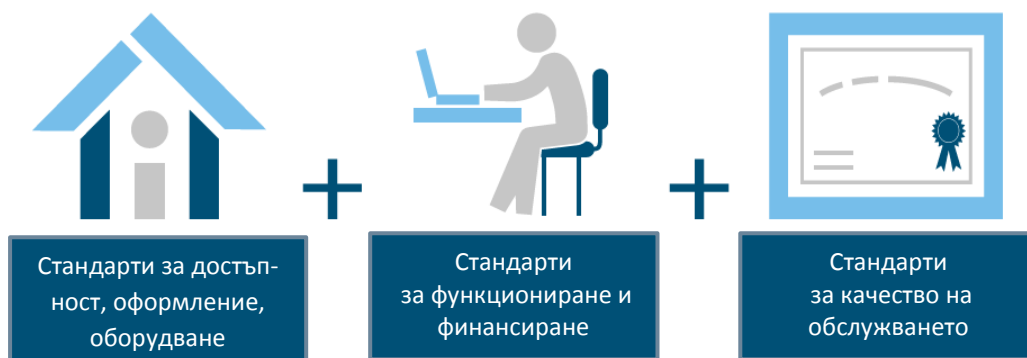 Стандарти за достъп-
ност, оформление,
оборудване
Стандарти
за функциониране и
финансиране
Стандарти
за качество на
обслужването